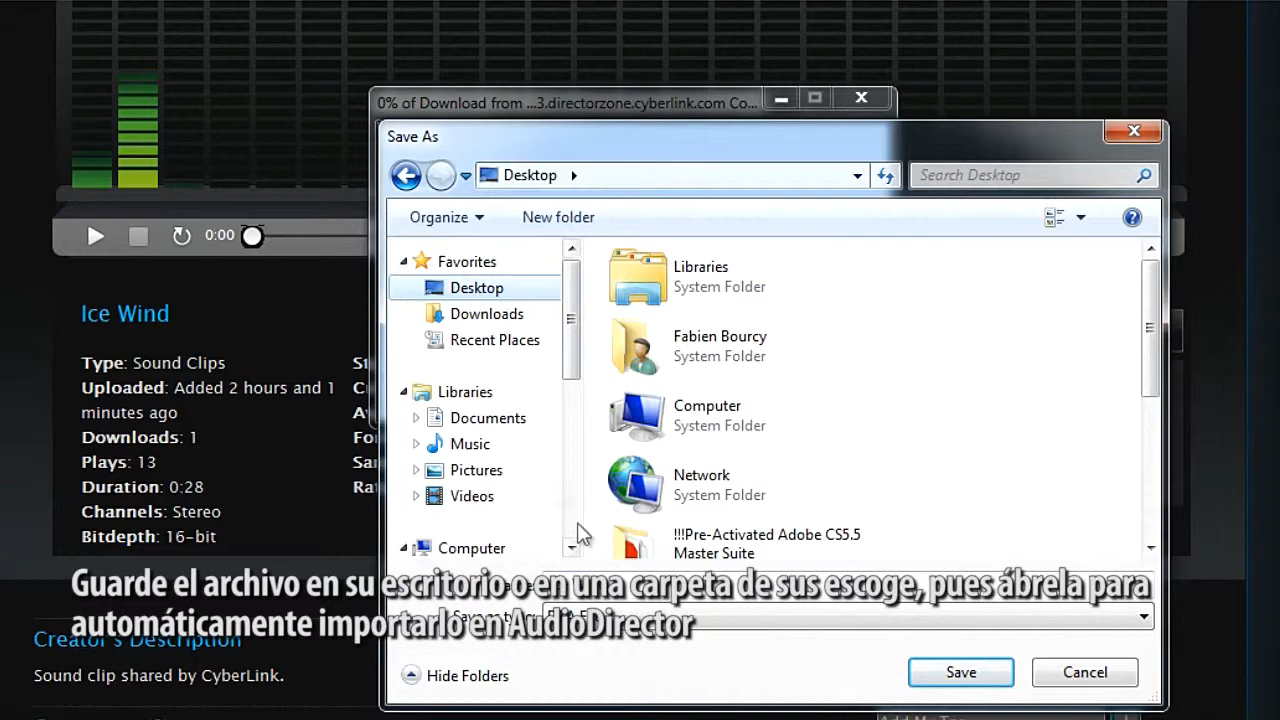 0% of Download from ...3.directorzone.cyberlink.com Co...
Save As
Desktop
Search Desktop
Organize
New folder
0:00
Favorites
Desktop
Downloads
Recent Places
Libraries
Documents
Music
Pictures
Videos
Computer
Libraries
System Folder
Fabien Bourcy
System Folder
Computer
System Folder
Network
System Folder
!!!Pre-Activated Adobe CS5.5
Master Suite
Ice Wind
Type: Sound Clips
Uploaded: Added 2 hours and 1
minutes ago
Downloads: 1
Plays: 13
Duration: 0:28
Channels: Stereo
Bitdepth: 16-bit
Guarde el archivo en su escritorio o en una carpeta de sus escoge, pues ábrela para
automáticamente importarlo en AudioDirector
Creator's Description
Sound clip shared by CyberLink.
Hide Folders
Save
Cancel